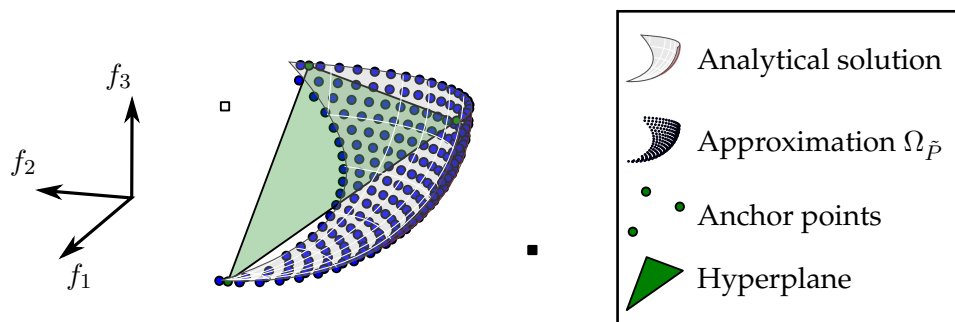 f₃
f₂
f₁
Analytical solution
Approximation Ω_P̃
Anchor points
Hyperplane